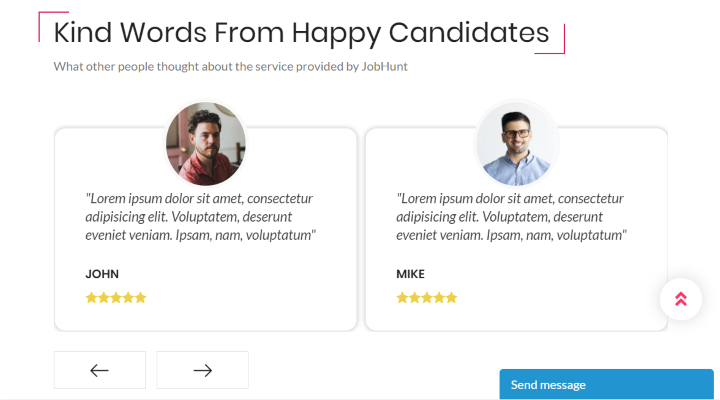 Kind Words From Happy Candidates
What other people thought about the service provided by JobHunt
"Lorem ipsum dolor sit amet, consectetur
adipisicing elit. Voluptatem, deserunt
eveniet veniam. Ipsam, nam, voluptatum"
JOHN
"Lorem ipsum dolor sit amet, consectetur
adipisicing elit. Voluptatem, deserunt
eveniet veniam. Ipsam, nam, voluptatum"
MIKE
Send message